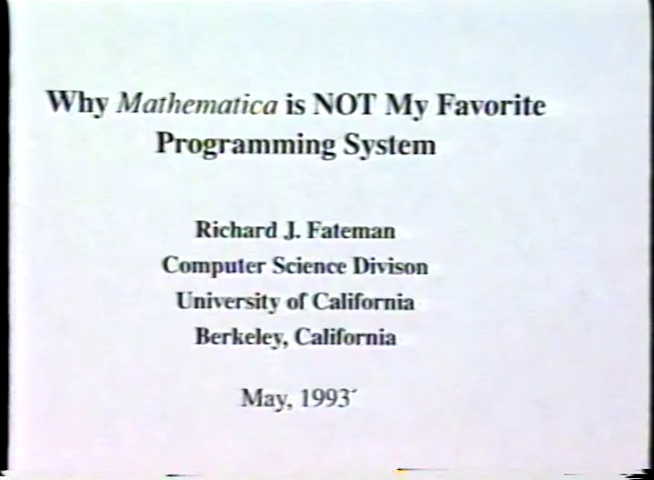 Why Mathematica is NOT My Favorite
Programming System
Richard J. Fateman
Computer Science Divison
University of California
Berkeley, California
May, 1993